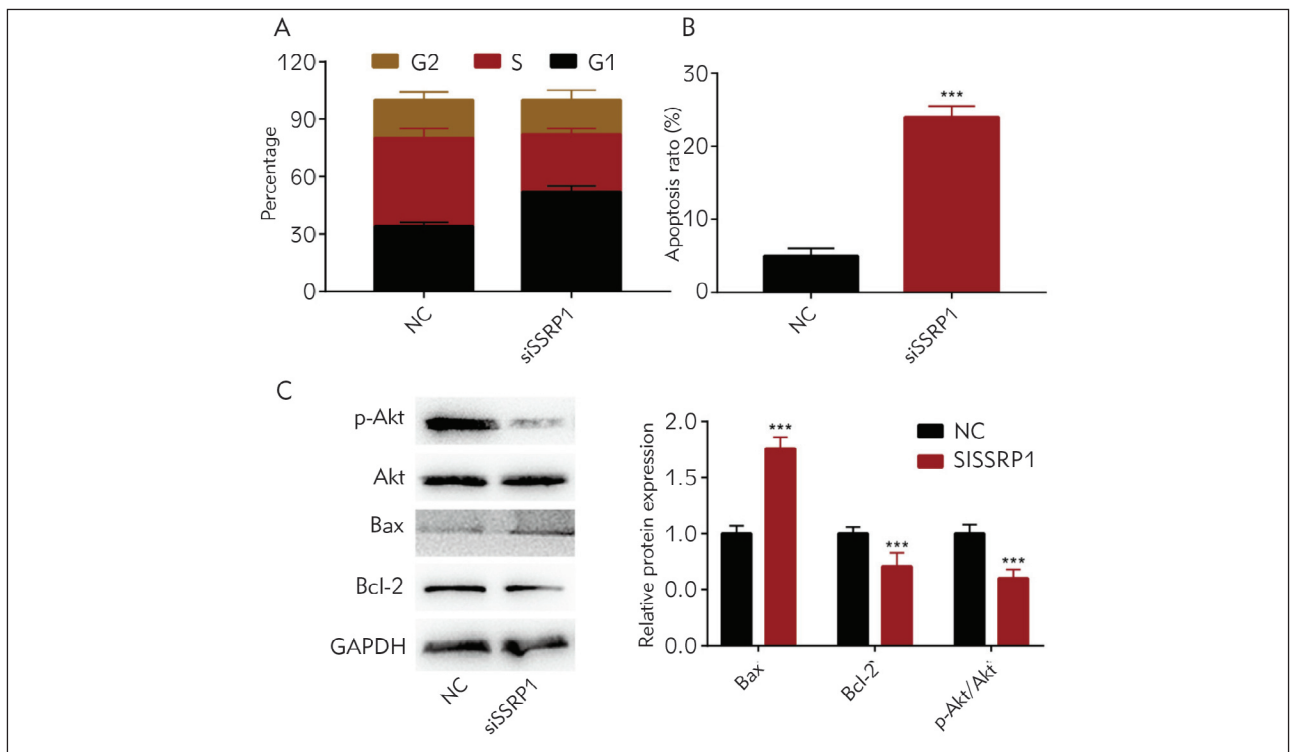 A
G2 S G1
Percentage
120
90
60
30
0
NC
siSSRP1
B
Apoptosis rato (%)
30
20
10
0
***
NC
siSSRP1
C
p-Akt
Akt
Bax
Bcl-2
GAPDH
NC
siSSRP1
Relative protein expression
2.0
1.5
1.0
0.0
0.0
NC
SISSRP1
***
***
***
Bax
Bcl-2
p-Akt/Akt